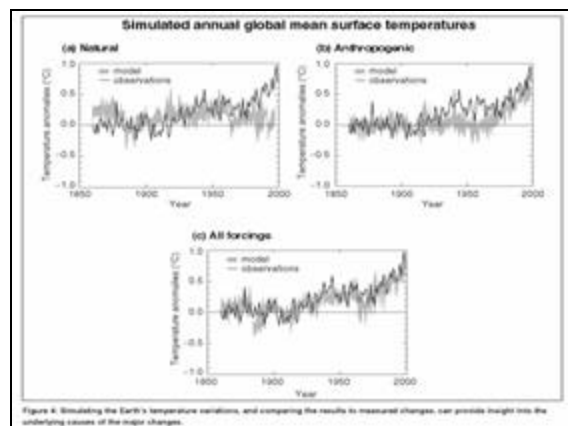 Simulated annual global mean surface temperatures
(a) Natural
(b) Anthropogenic
Temperature anomalies (°C)
1.0
0.5
0.0
-0.5
-1.0
model
observations
1850
1900
1950
2000
Year
Temperature anomalies (°C)
1.0
0.5
0.0
-0.5
-1.0
model
observations
1850
1900
1950
2000
Year
(c) All forcings
Temperature anomalies (°C)
1.0
0.5
0.0
0.5
1.0
model
observations
1900
1950
2000
Year
Figure 4: Simulating the Earth's temperature variations, and comparing the results to measured changes, can provide insight into the
underlying causes of the major changes.